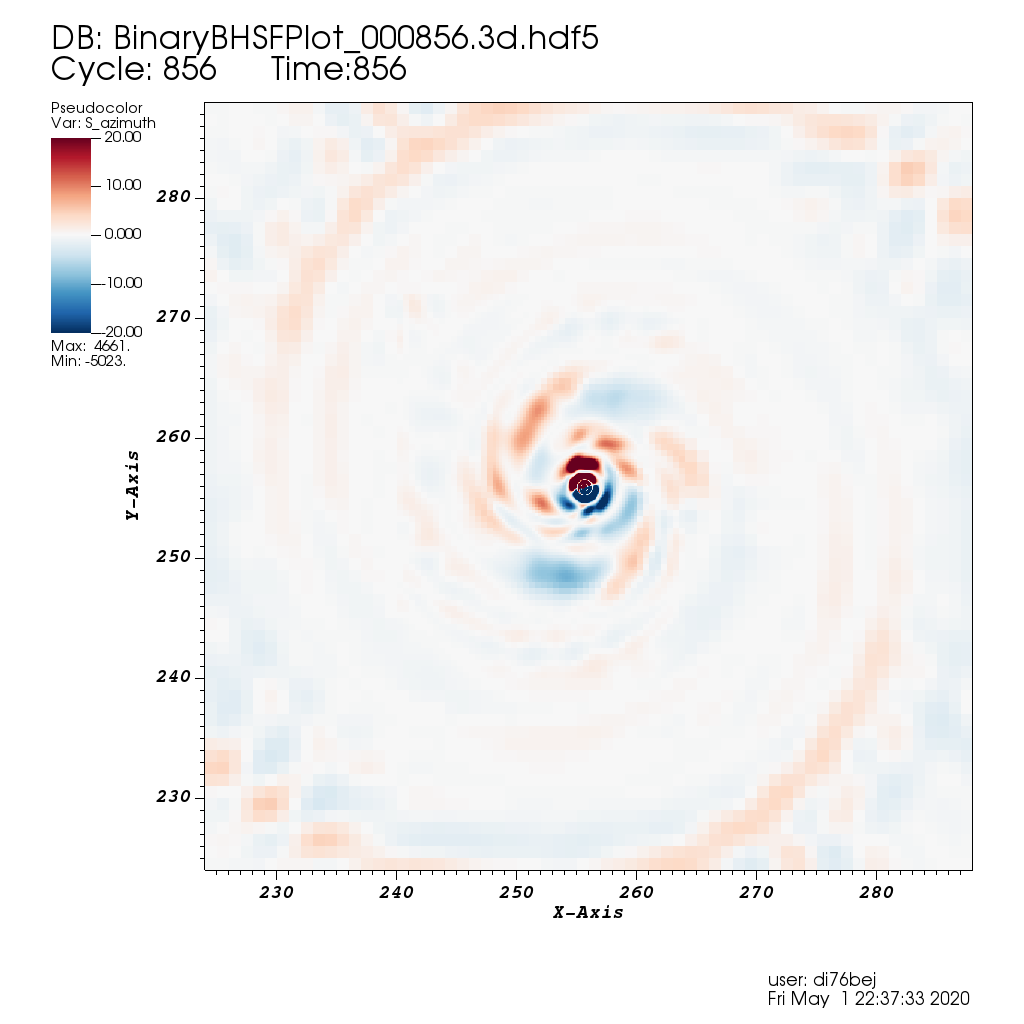 DB: BinaryBHSFPlot_000856.3d.hdf5
Cycle: 856 Time:856
Pseudocolor
Var: S_azimuth
20.00
10.00
0.000
-10.00
-20.00
Max: 4661.
Min: -5023.
280
270
260
250
240
230
Y-Axis
230 240 250 260 270 280
X-Axis
user: di76bej
Fri May 1 22:37:33 2020